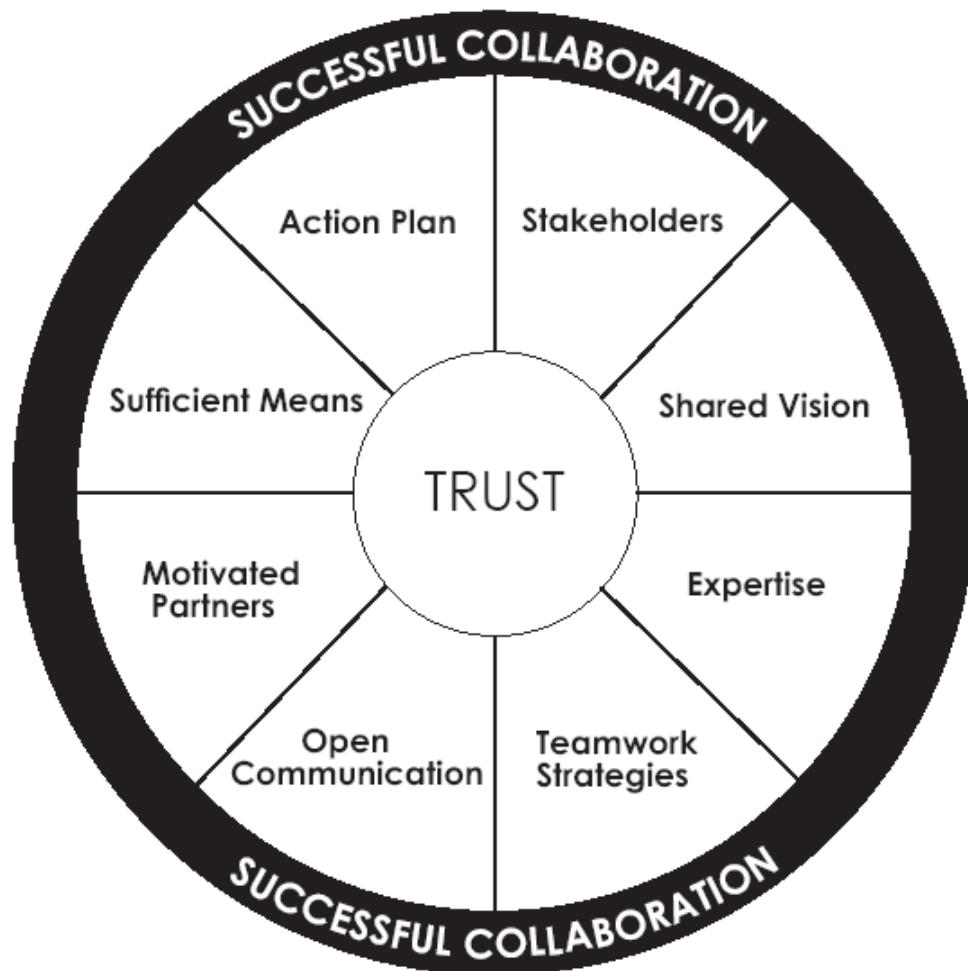 SUCCESSFUL COLLABORATION
Action Plan
Stakeholders
Sufficient Means
Shared Vision
TRUST
Motivated
Partners
Expertise
Open
Communication
Teamwork
Strategies
SUCCESSFUL COLLABORATION